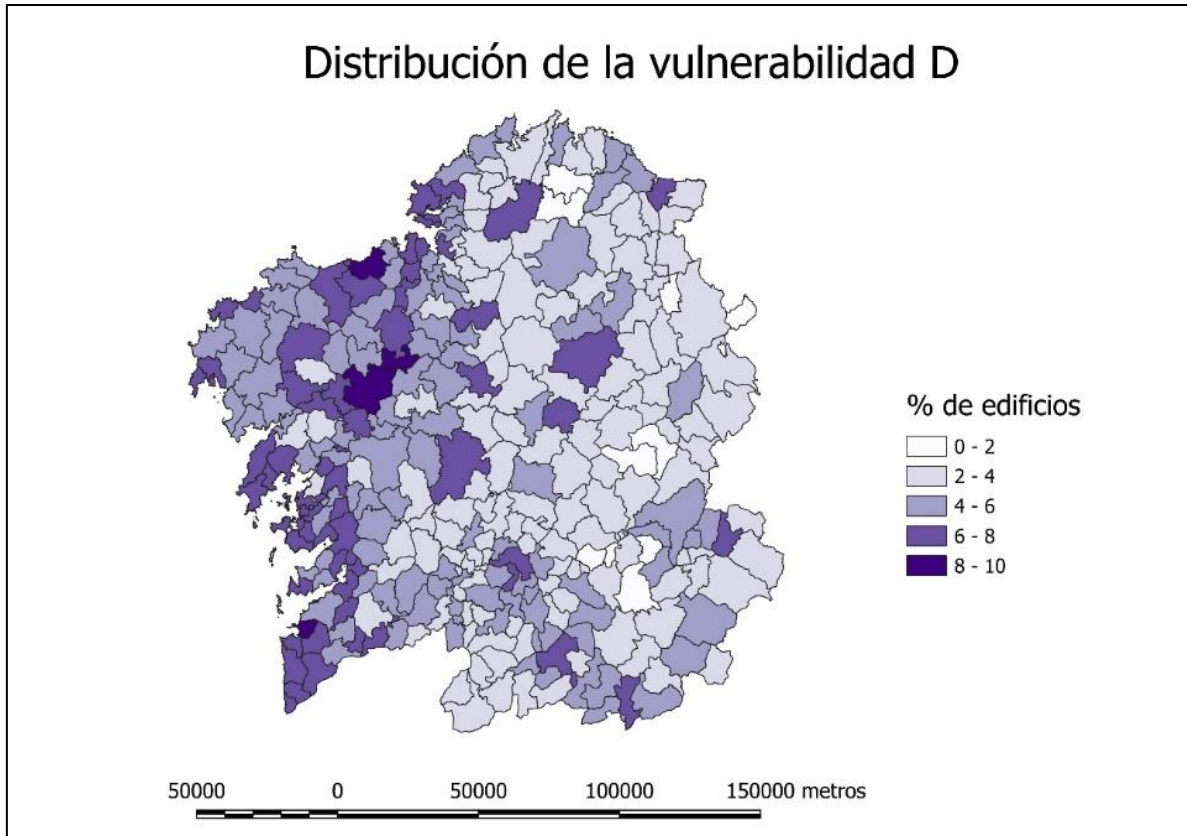 Distribución de la vulnerabilidad D
% de edificios
0 - 2
2 - 4
4 - 6
6 - 8
8 - 10
50000 0 50000 100000 150000 metros